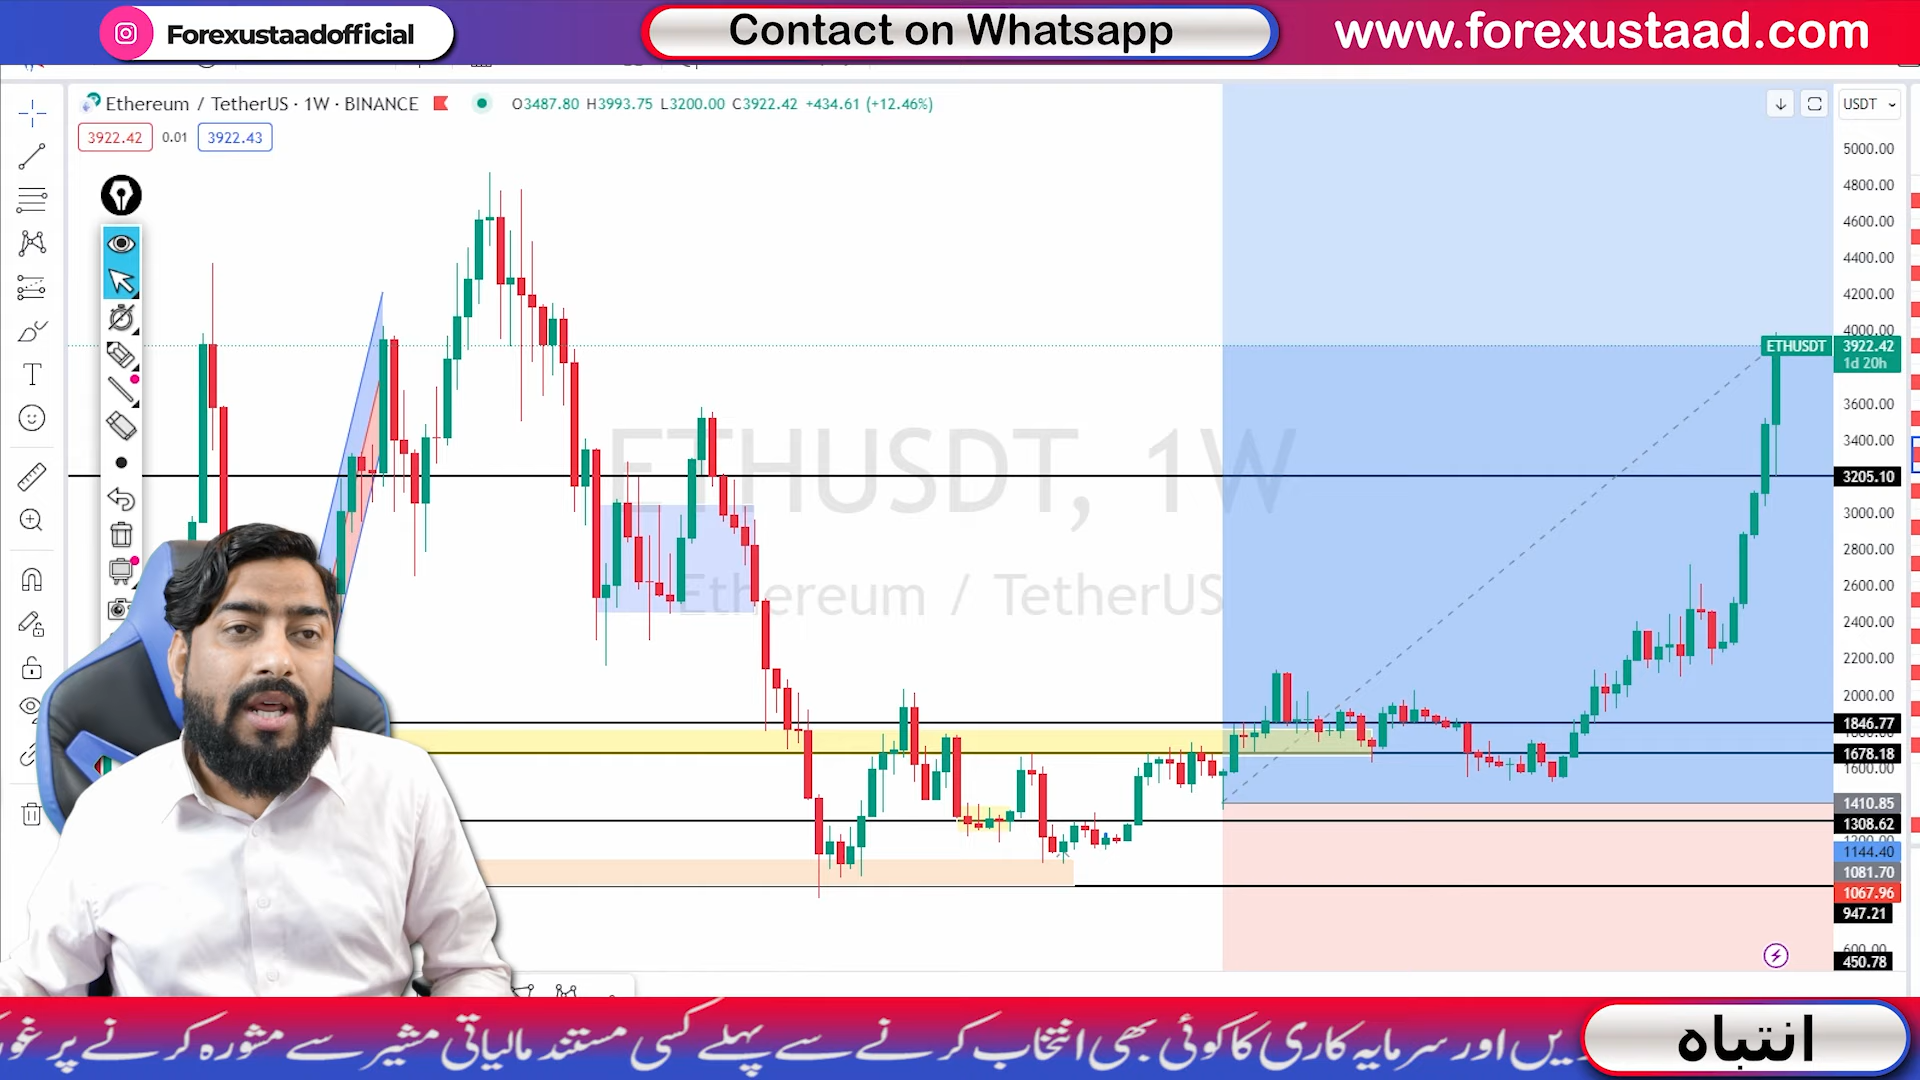 Forexustaadofficial
Contact on Whatsapp
www.forexustaad.com
Ethereum / TetherUS · 1W · BINANCE
O3487.80 H3993.75 L3200.00 C3922.42 +434.61 (+12.46%)
USDT
3922.42 0.01 3922.43
5000.00
4800.00
4600.00
4400.00
4200.00
4000.00
ETHUSDT 3922.42
1d 20h
3600.00
3400.00
ETHUSDT, 1W
3205.10
3000.00
2800.00
2600.00
Ethereum / TetherUS
2400.00
2200.00
2000.00
1846.77
1678.18
1600.00
1410.85
1308.62
1144.40
1081.70
1067.96
947.21
600.00
450.78
انتباہ
یں اور سرمایہ کاری کا کوئی بھی انتخاب کرنے سے پہلے کسی مستند مالیاتی مشیر سے مشورہ کرنے پر غور